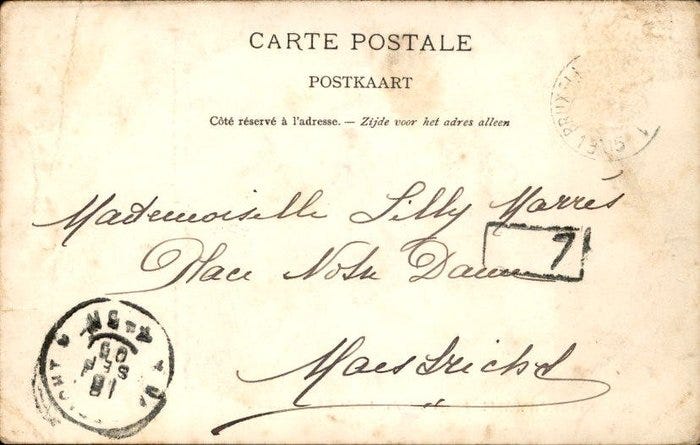 CARTE POSTALE
POSTKAART
Côté réservé à l'adresse. — Zijde voor het adres alleen
Mademoiselle Lilly Marres
Place Notre Dame
7
Maestricht
SEP